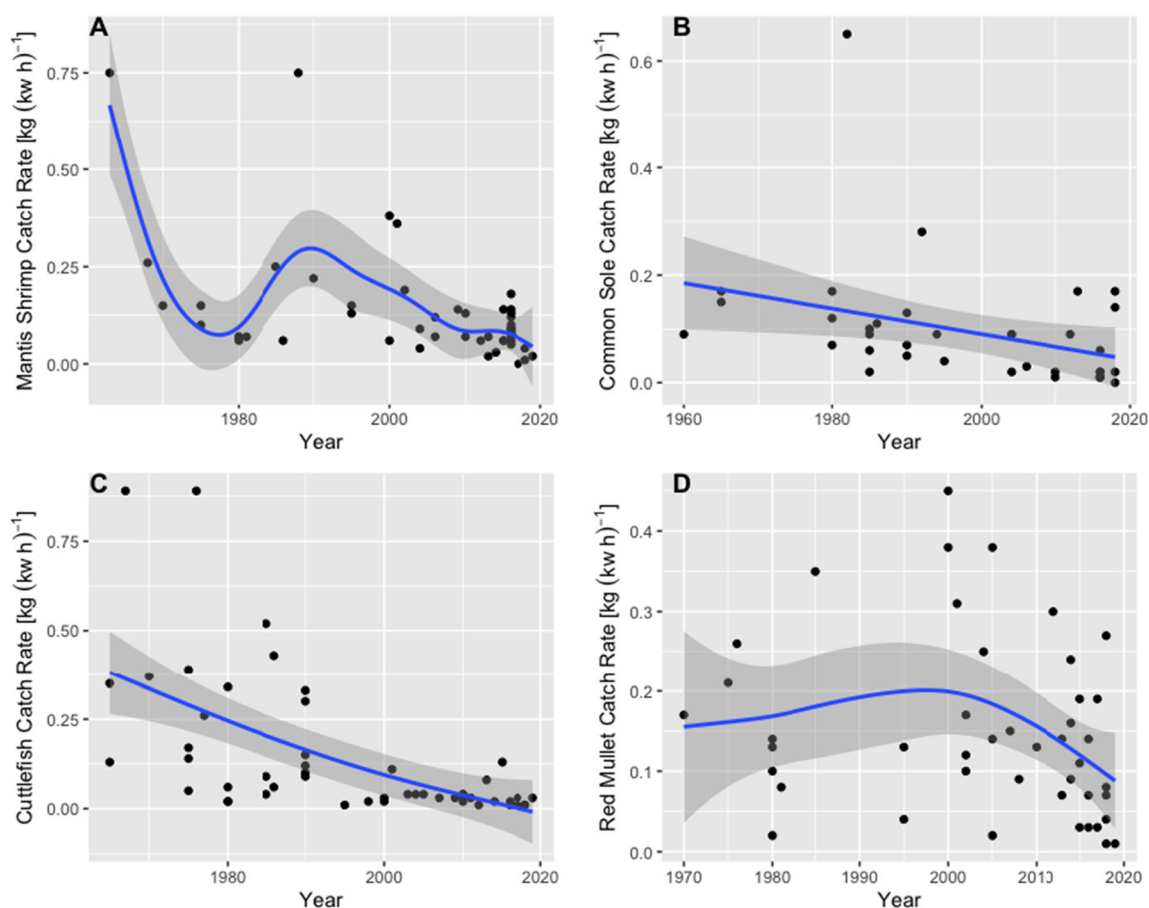 A
Mantis Shrimp Catch Rate [kg (kw h)⁻¹]
0.75
0.50
0.25
0.00
1980
2000
2020
Year
B
Common Sole Catch Rate [kg (kw h)⁻¹]
0.6
0.4
0.2
0.0
1960
1980
2000
2020
Year
C
Cuttlefish Catch Rate [kg (kw h)⁻¹]
0.75
0.50
0.25
0.00
1980
2000
2020
Year
D
Red Mullet Catch Rate [kg (kw h)⁻¹]
0.4
0.3
0.2
0.1
0.0
1970
1980
1990
2000
2010
2020
Year